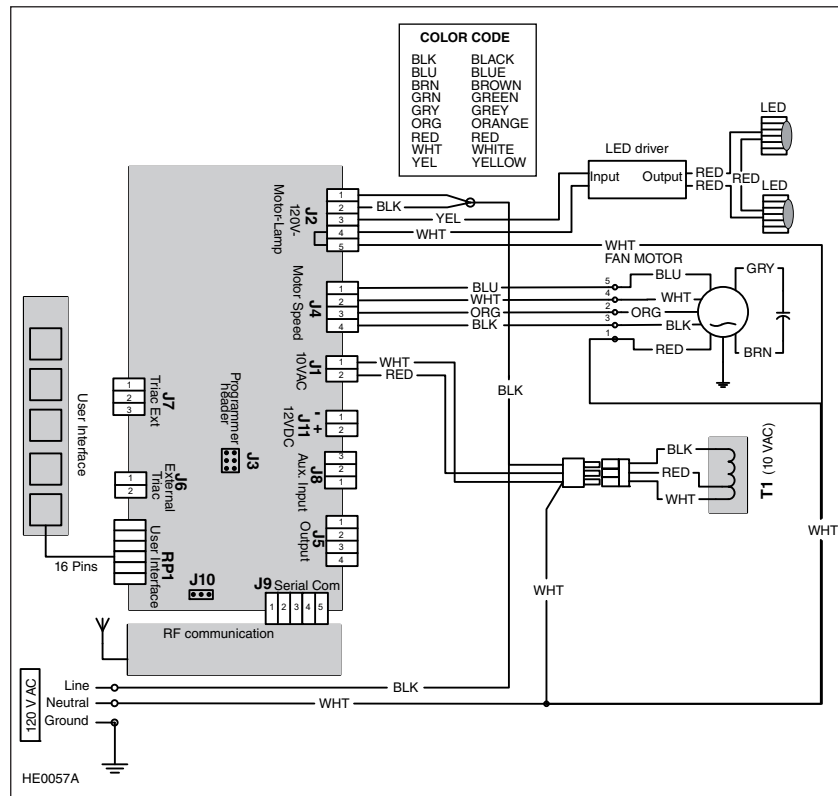 COLOR CODE
BLK BLACK
BLU BLUE
BRN BROWN
GRN GREEN
GRY GREY
ORG ORANGE
RED RED
WHT WHITE
YEL YELLOW
LED
LED driver
Input Output
RED
RED
RED
LED
J2
120V-
Motor-Lamp
1
2
3
4
5
BLK
YEL
WHT
WHT
FAN MOTOR
J4
Motor Speed
1
2
3
4
BLU
WHT
ORG
BLK
5
4
2
3
1
BLU
WHT
ORG
BLK
RED
GRY
BRN
J1
10VAC
1
2
WHT
RED
BLK
J11
- +
12VDC
1
2
J8
Aux. Input
3
2
1
J5
Output
1
2
3
4
BLK
RED
WHT
T1 (10 VAC)
WHT
WHT
User Interface
J7
Triac Ext
1
2
3
Programmer
header
J3
J6
External
Triac
1
2
RP1
User Interface
16 Pins
J10
J9 Serial Com
1 2 3 4 5
RF communication
120 V AC
Line
Neutral
Ground
BLK
WHT
HE0057A